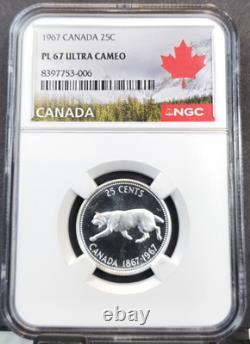 1967 CANADA 25C
PL 67 ULTRA CAMEO
8397753-006
CANADA
NGC
25 CENTS
CANADA 1867-1967